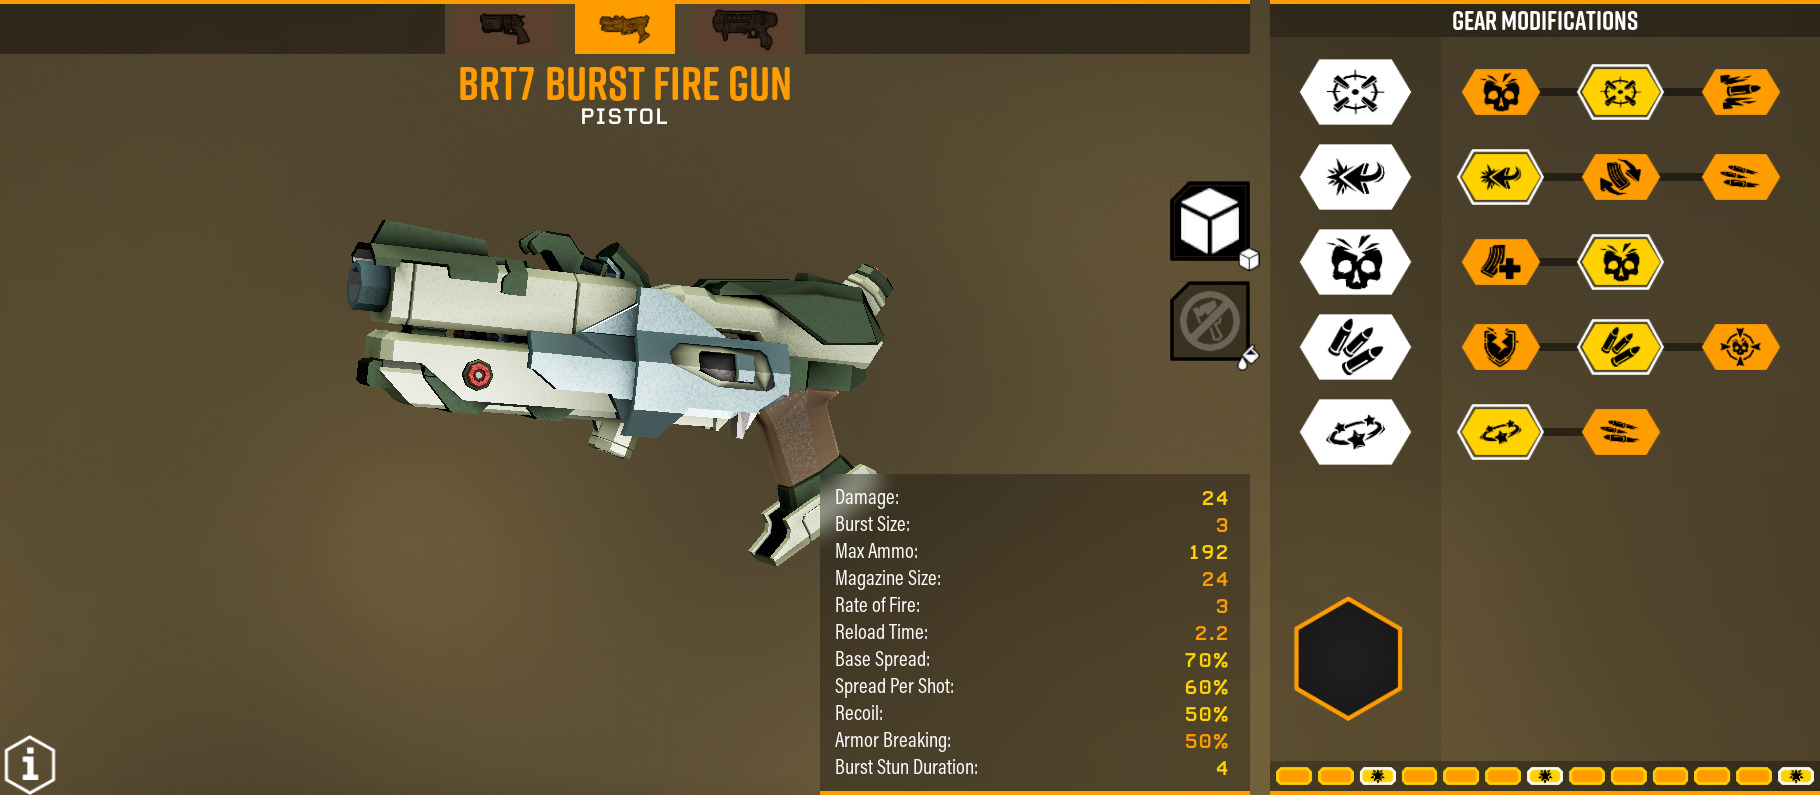 GEAR MODIFICATIONS
BRT7 BURST FIRE GUN
PISTOL
Damage: 24
Burst Size: 3
Max Ammo: 192
Magazine Size: 24
Rate of Fire: 3
Reload Time: 2.2
Base Spread: 70%
Spread Per Shot: 60%
Recoil: 50%
Armor Breaking: 50%
Burst Stun Duration: 4